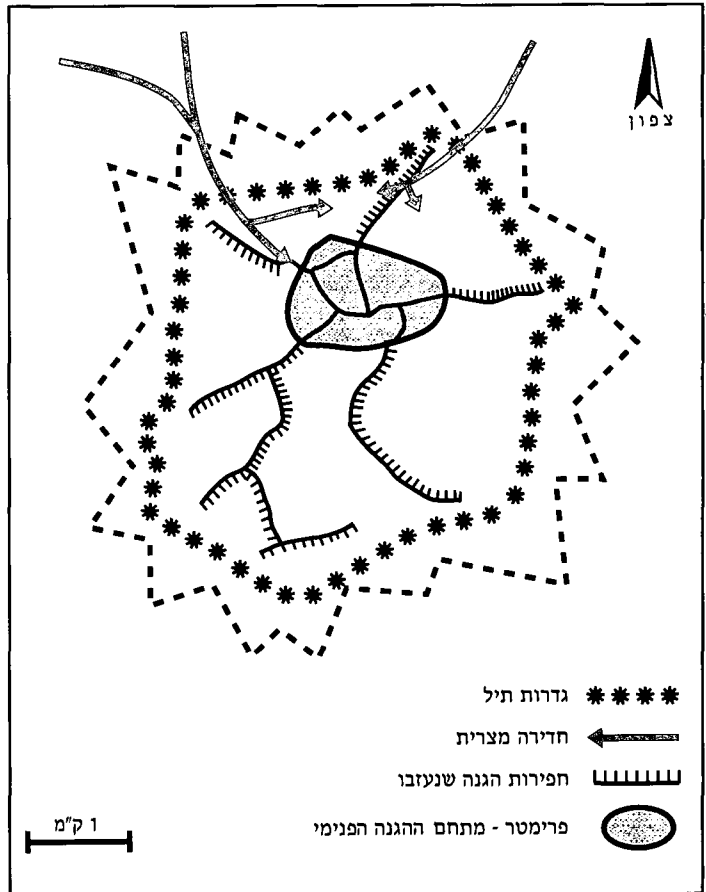 צפון
גדרות תיל
חדירה מצרית
חפירות הגנה שנעזבו
פרימטר - מתחם ההגנה הפנימי
1 ק"מ